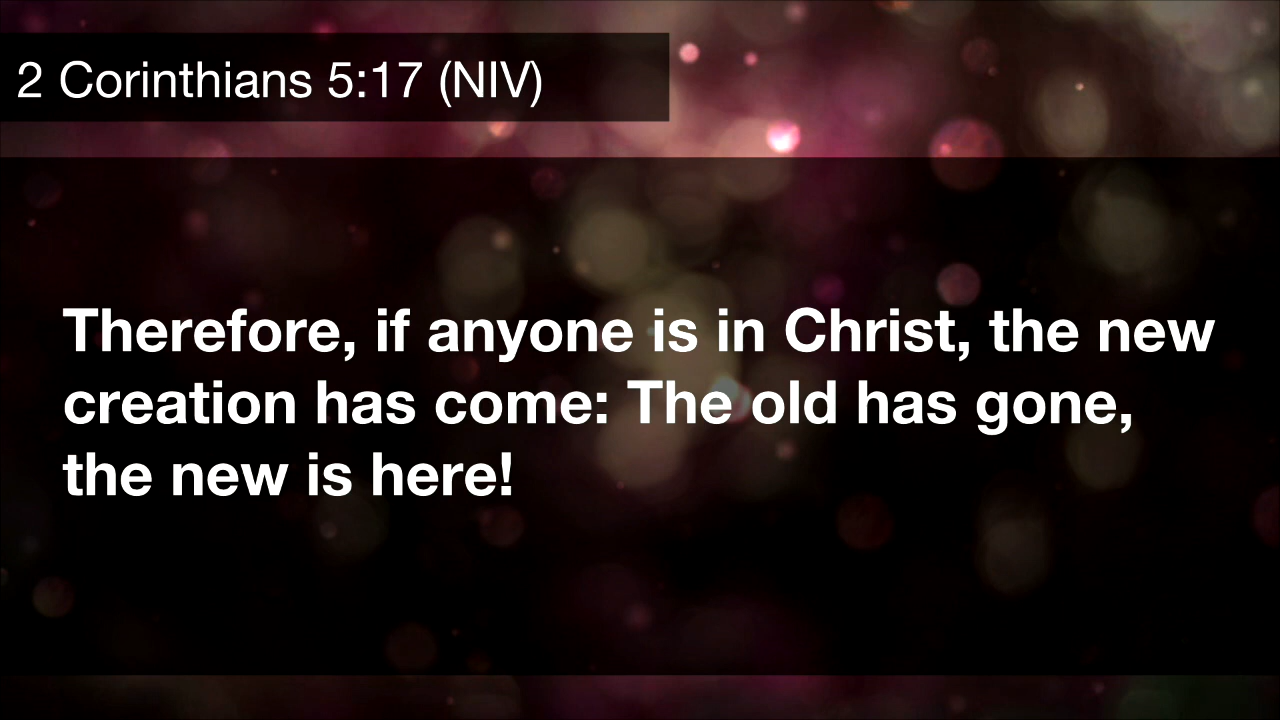 2 Corinthians 5:17 (NIV)
Therefore, if anyone is in Christ, the new
creation has come: The old has gone,
the new is here!